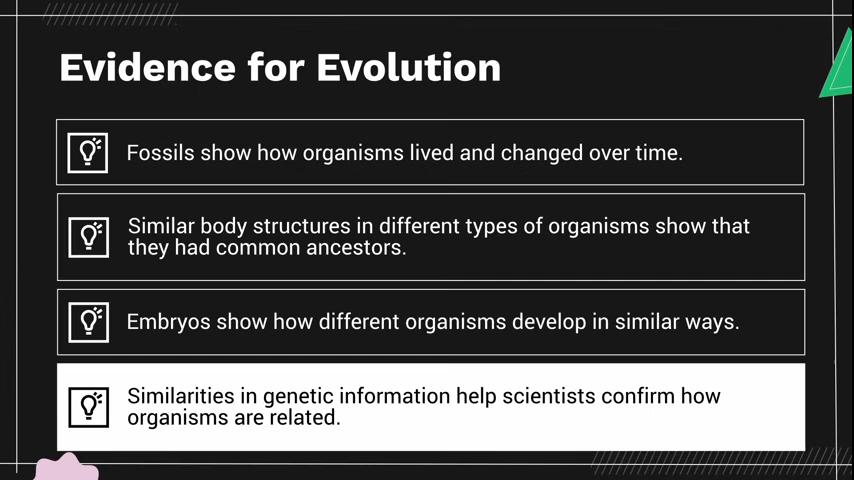 Evidence for Evolution
Fossils show how organisms lived and changed over time.
Similar body structures in different types of organisms show that
they had common ancestors.
Embryos show how different organisms develop in similar ways.
Similarities in genetic information help scientists confirm how
organisms are related.